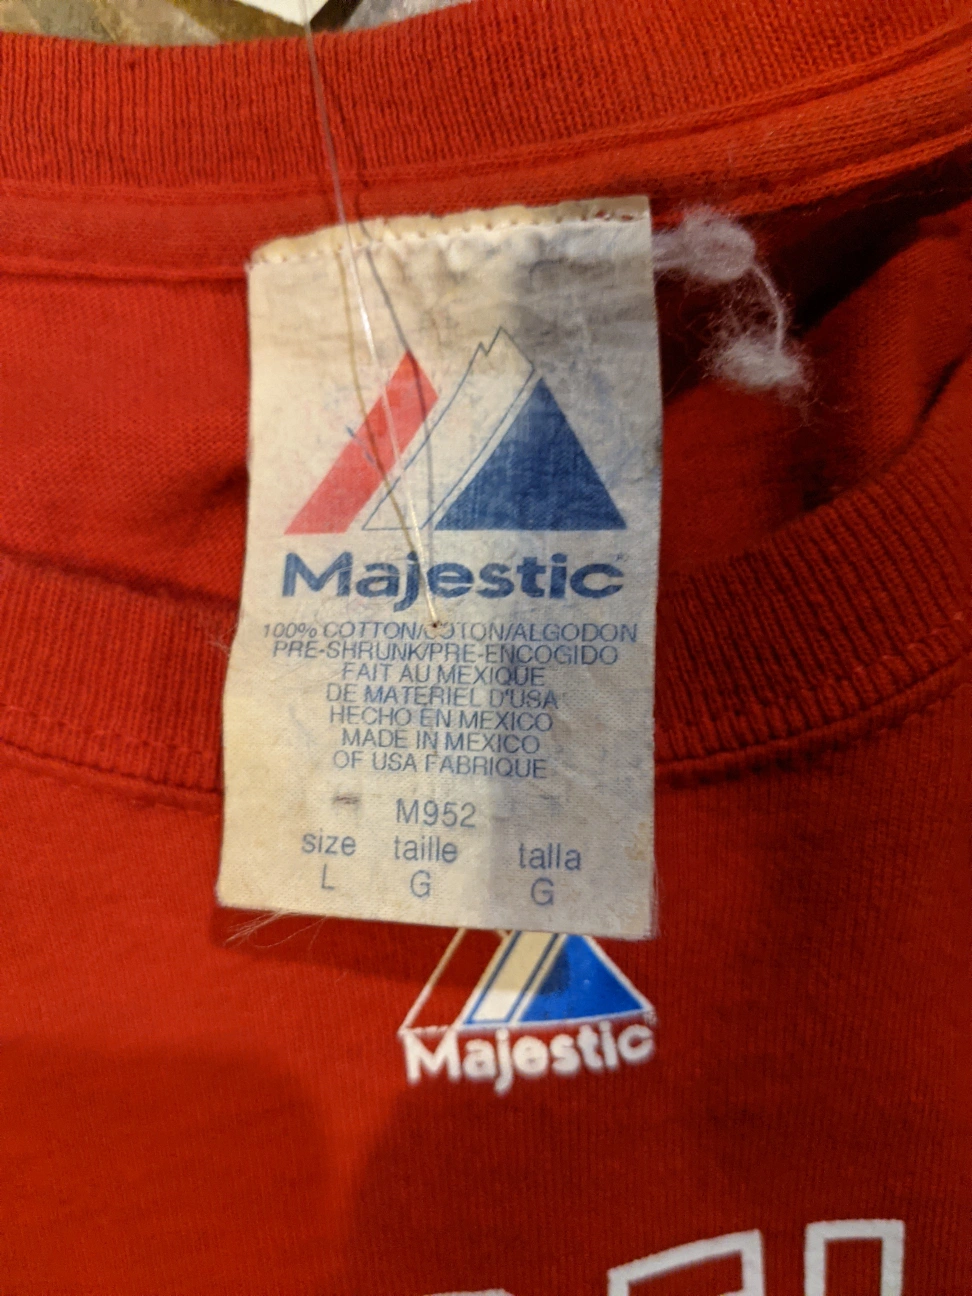 Majestic
100% COTTON/COTON/ALGODON
PRE-SHRUNK/PRE-ENCOGIDO
FAIT AU MEXIQUE
DE MATERIEL D'USA
HECHO EN MEXICO
MADE IN MEXICO
OF USA FABRIQUE
M952
size taille talla
L G G
Majestic